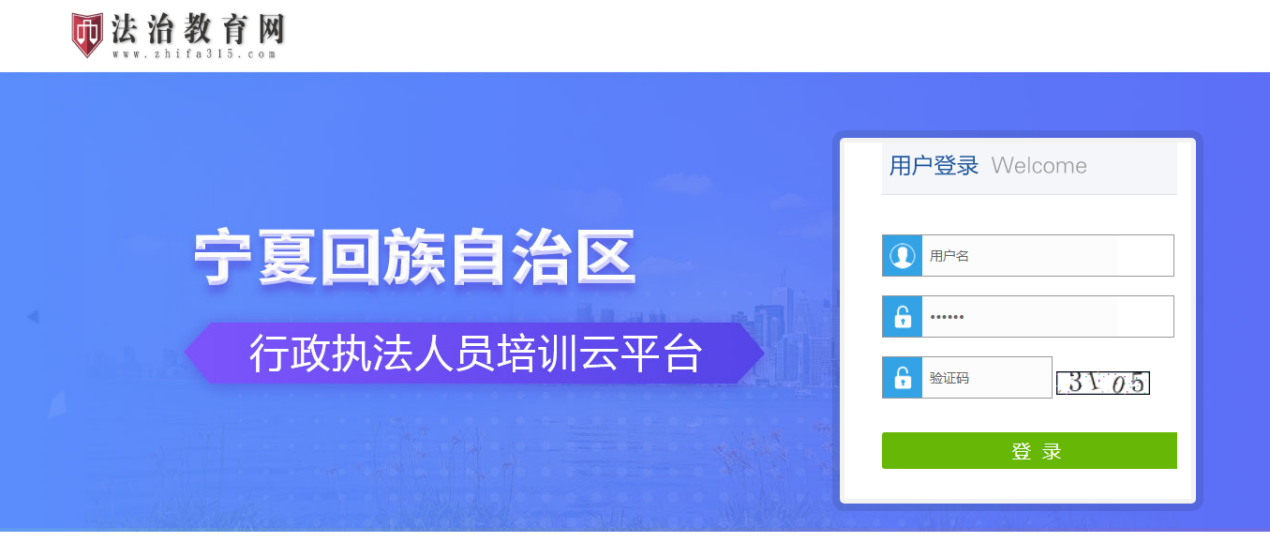 法治教育网
www.zhifa315.com
用户登录 Welcome
宁夏回族自治区
行政执法人员培训云平台
用户名
••••••
验证码
3105
登 录